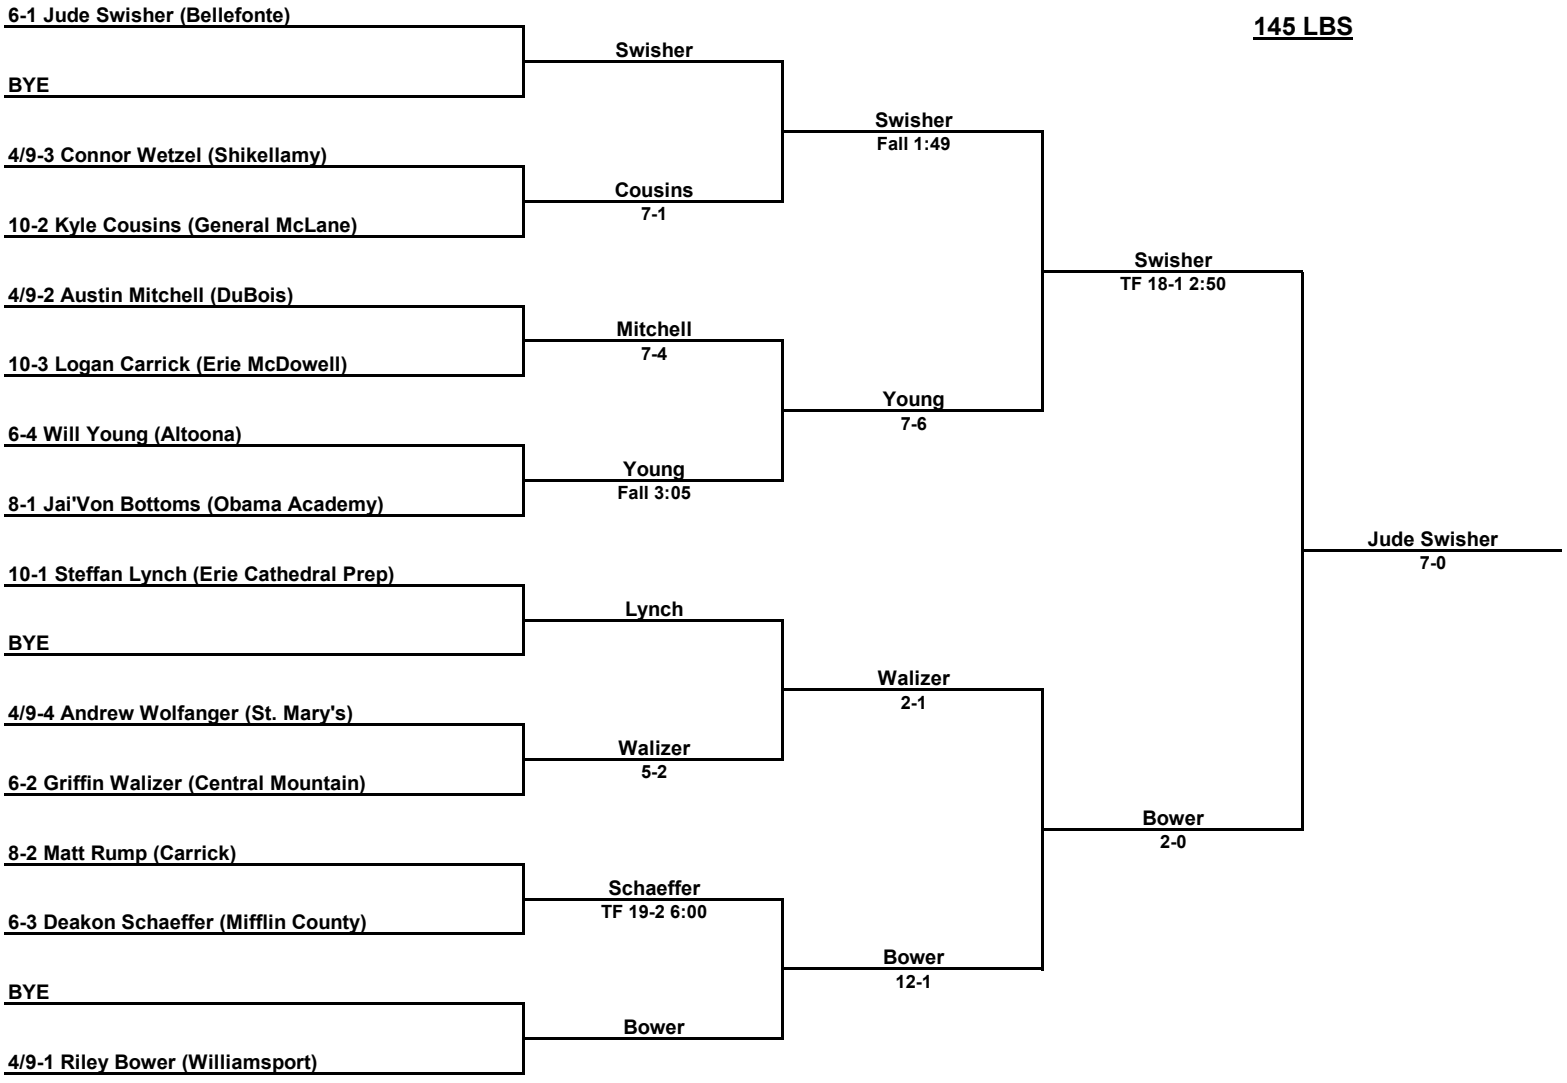 145 LBS
6-1 Jude Swisher (Bellefonte)
BYE
4/9-3 Connor Wetzel (Shikellamy)
10-2 Kyle Cousins (General McLane)
4/9-2 Austin Mitchell (DuBois)
10-3 Logan Carrick (Erie McDowell)
6-4 Will Young (Altoona)
8-1 Jai'Von Bottoms (Obama Academy)
10-1 Steffan Lynch (Erie Cathedral Prep)
BYE
4/9-4 Andrew Wolfanger (St. Mary's)
6-2 Griffin Walizer (Central Mountain)
8-2 Matt Rump (Carrick)
6-3 Deakon Schaeffer (Mifflin County)
BYE
4/9-1 Riley Bower (Williamsport)
Swisher
Cousins
7-1
Mitchell
7-4
Young
Fall 3:05
Lynch
Walizer
5-2
Schaeffer
TF 19-2 6:00
Bower
Swisher
Fall 1:49
Young
7-6
Walizer
2-1
Bower
12-1
Swisher
TF 18-1 2:50
Bower
2-0
Jude Swisher
7-0